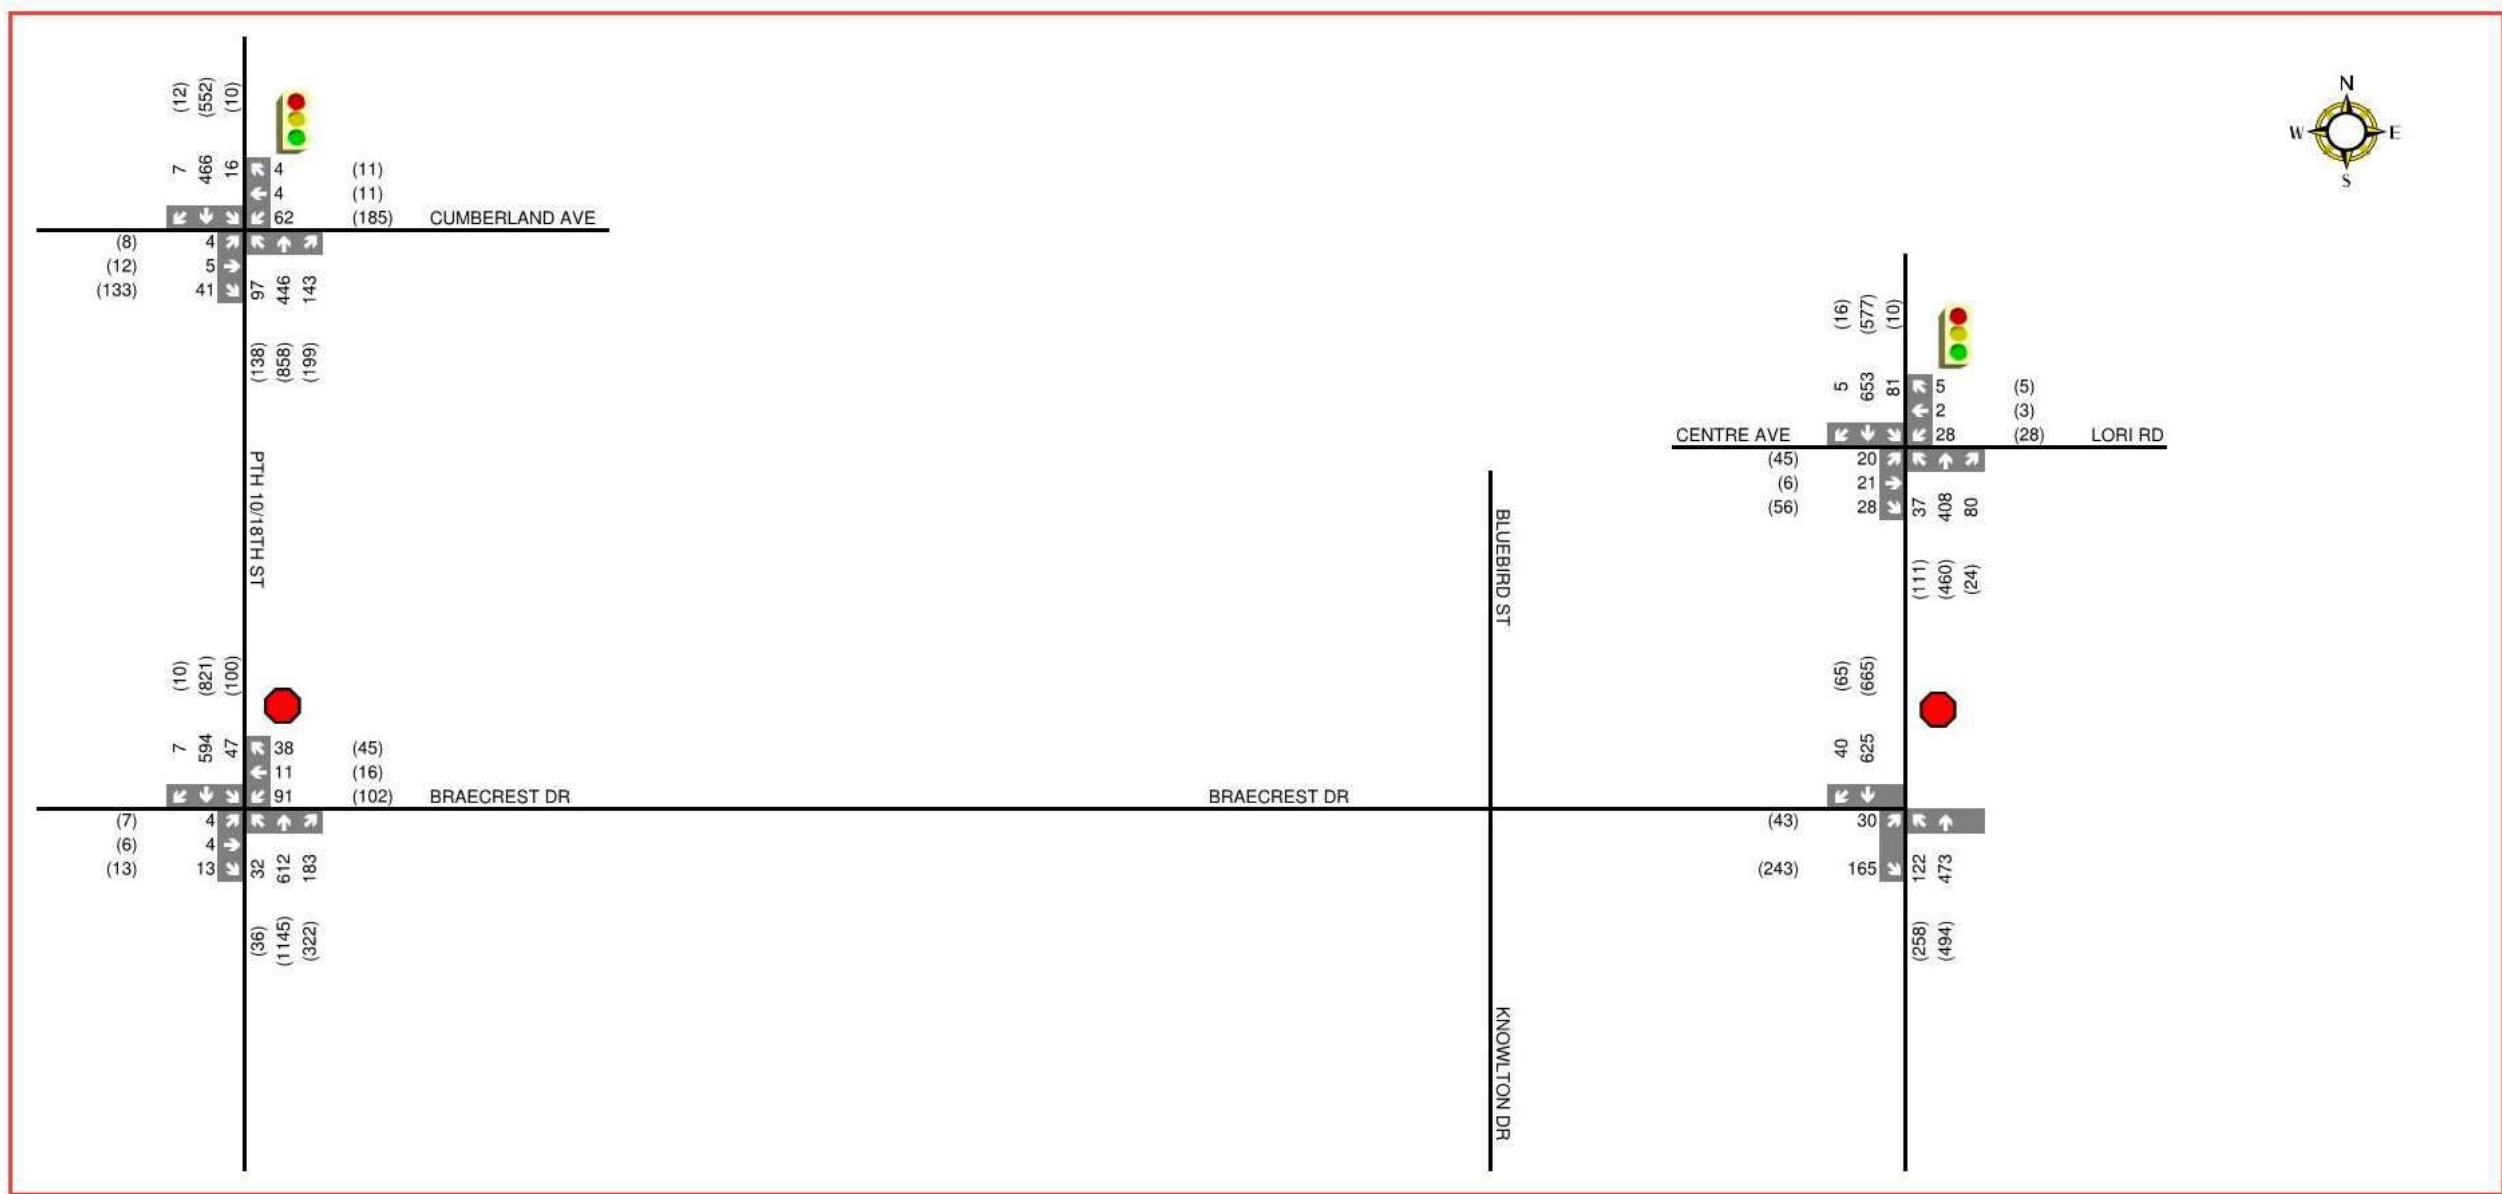 N
W E
S
(12) (552) (10)
7 466 16
4 (11)
4 (11)
62 (185) CUMBERLAND AVE
(8) 4
(12) 5
(133) 41
97 446 143
(138) (858) (199)
PTH 10/18TH ST
(10) (821) (100)
7 594 47
38 (45)
11 (16)
91 (102) BRAECREST DR
(7) 4
(6) 4
(13) 13
32 612 183
(36) (1145) (322)
BRAECREST DR
BLUEBIRD ST
KNOWLTON DR
(16) (577) (10)
5 653 81
5 (5)
2 (3)
28 (28) LORI RD
CENTRE AVE
(45) 20
(6) 21
(56) 28
37 408 80
(111) (460) (24)
(65) (665)
40 625
(43) 30
(243) 165
122 473
(258) (494)